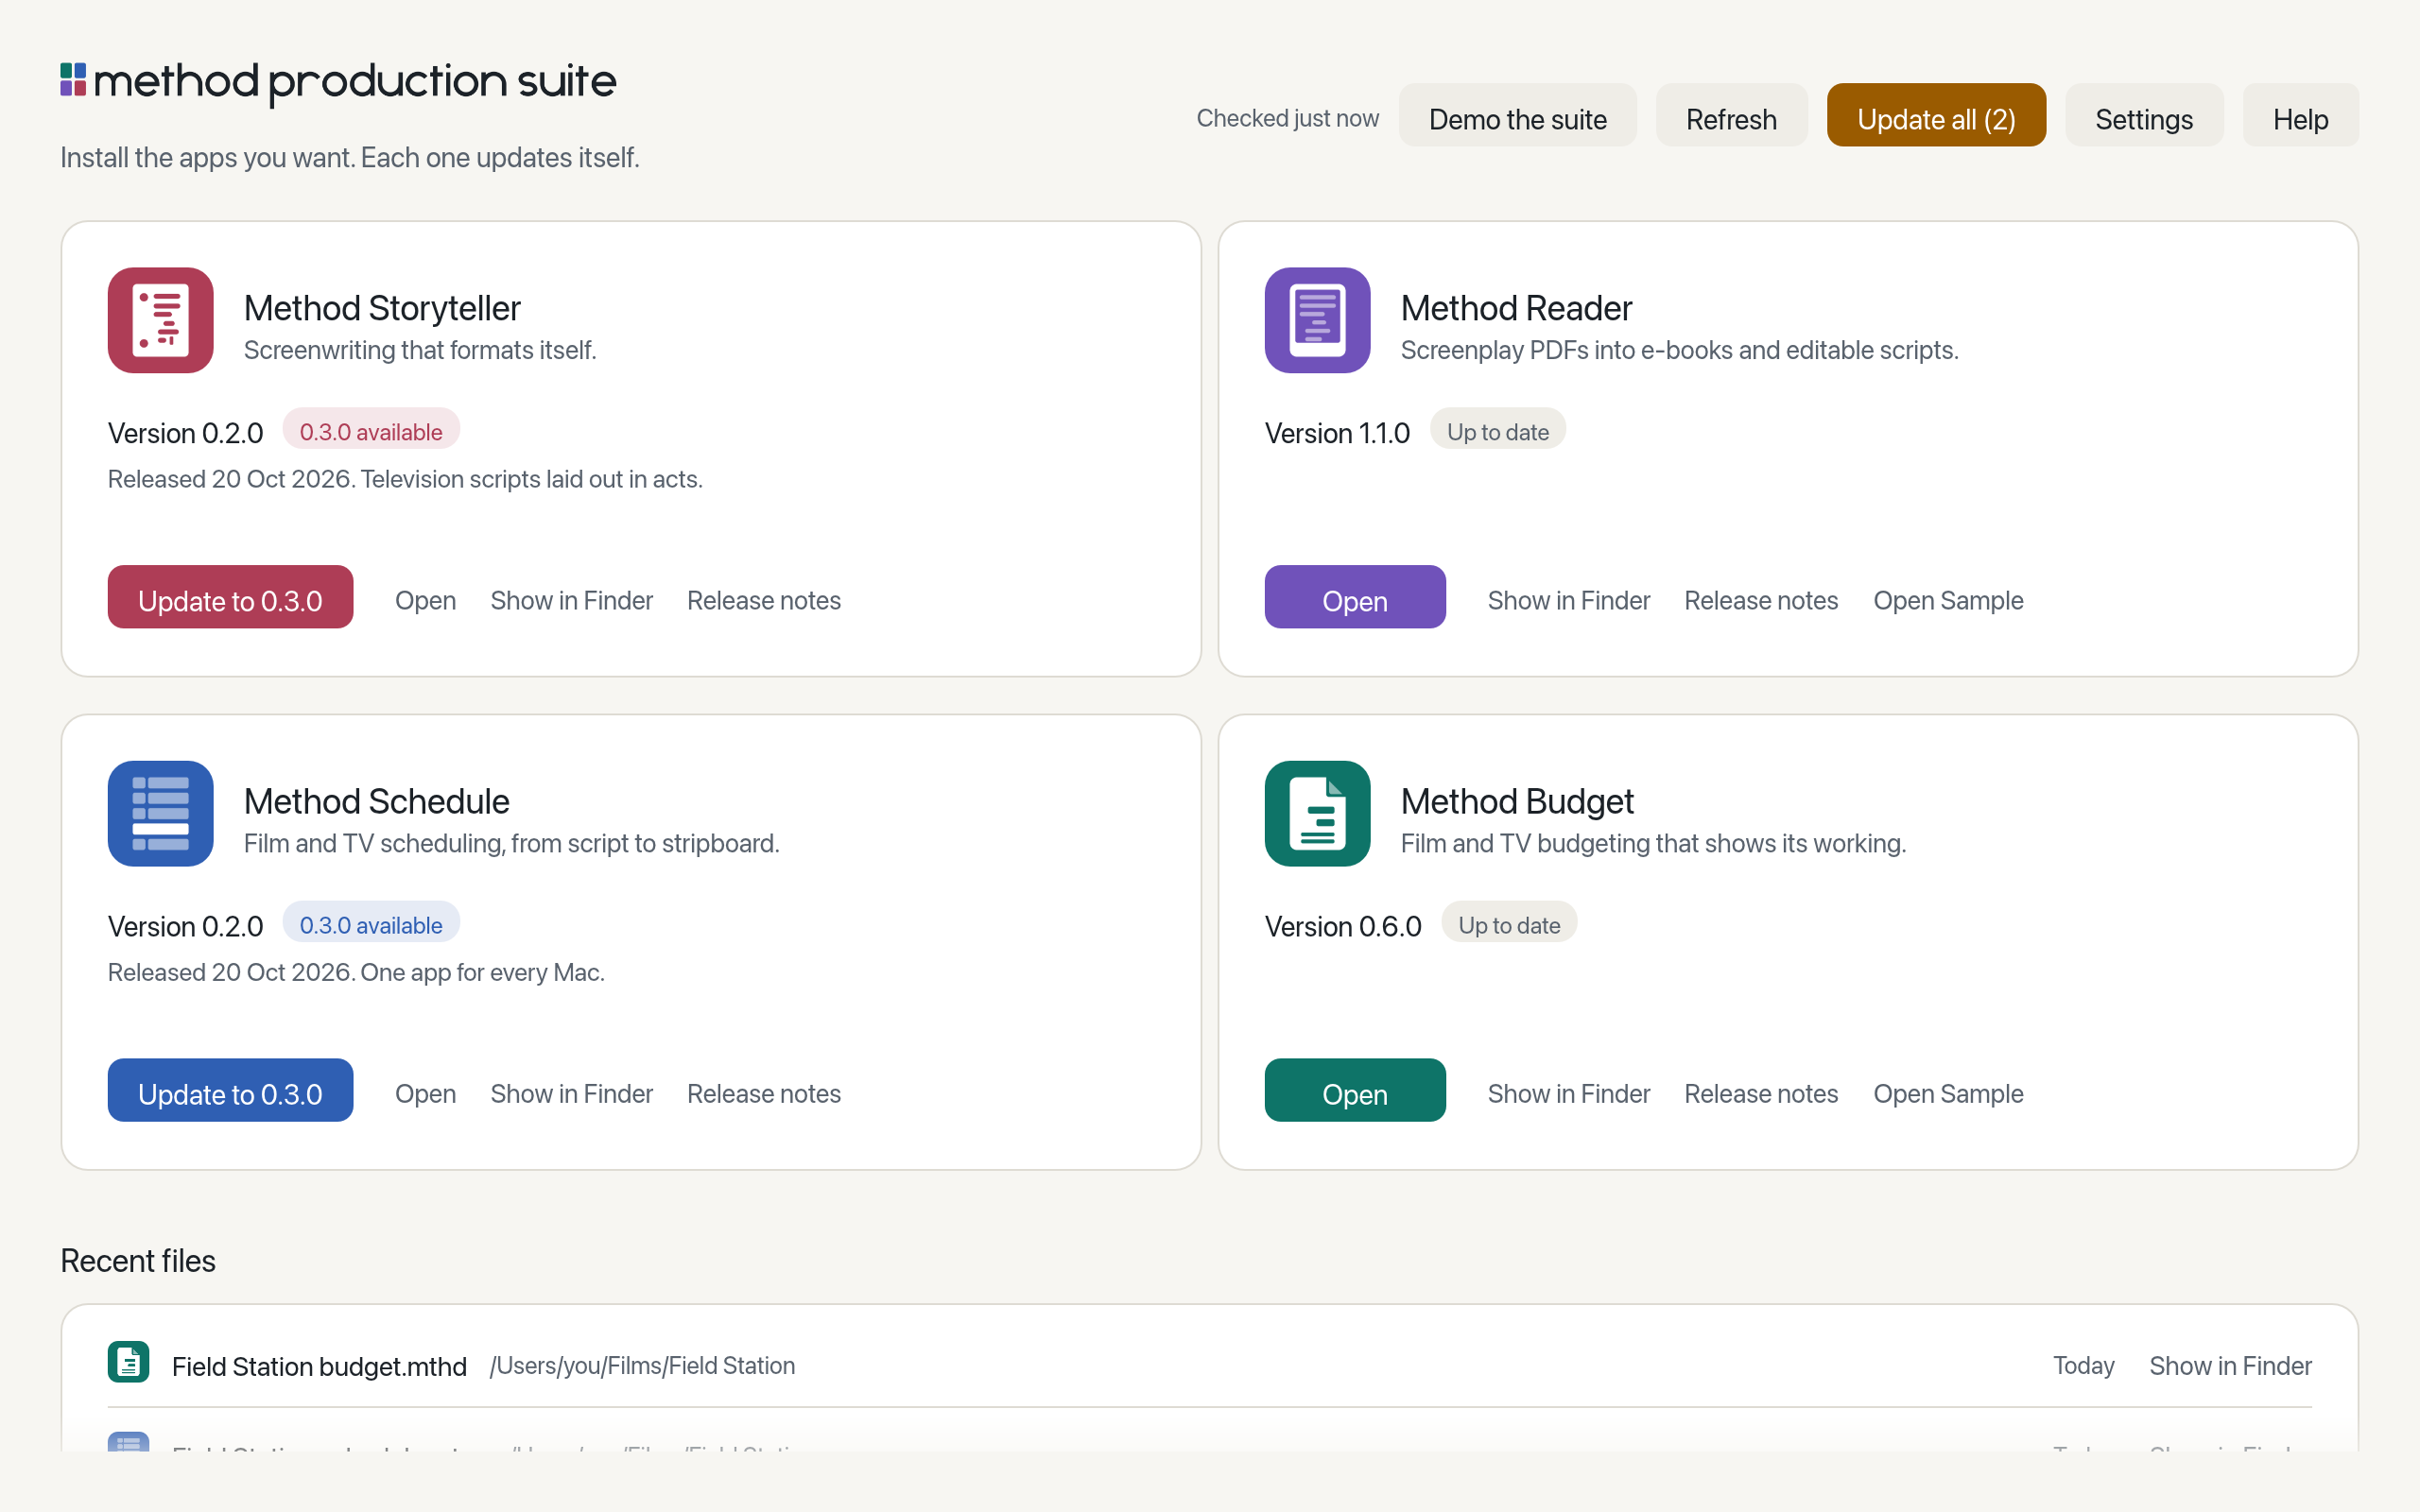 method production suite
Install the apps you want. Each one updates itself.
Checked just now
Demo the suite
Refresh
Update all (2)
Settings
Help
Method Storyteller
Screenwriting that formats itself.
Version 0.2.0
0.3.0 available
Released 20 Oct 2026. Television scripts laid out in acts.
Update to 0.3.0
Open
Show in Finder
Release notes
Method Reader
Screenplay PDFs into e-books and editable scripts.
Version 1.1.0
Up to date
Open
Show in Finder
Release notes
Open Sample
Method Schedule
Film and TV scheduling, from script to stripboard.
Version 0.2.0
0.3.0 available
Released 20 Oct 2026. One app for every Mac.
Update to 0.3.0
Open
Show in Finder
Release notes
Method Budget
Film and TV budgeting that shows its working.
Version 0.6.0
Up to date
Open
Show in Finder
Release notes
Open Sample
Recent files
Field Station budget.mthd
/Users/you/Films/Field Station
Today
Show in Finder